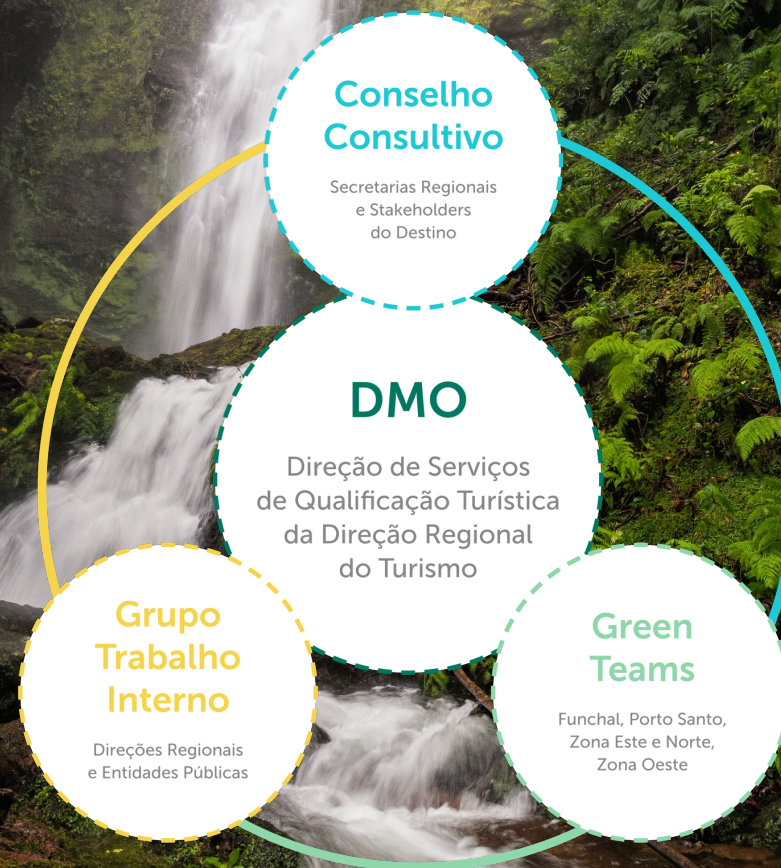 Conselho
Consultivo
Secretarias Regionais
e Stakeholders
do Destino
DMO
Direção de Serviços
de Qualificação Turística
da Direção Regional
do Turismo
Grupo
Trabalho
Interno
Direções Regionais
e Entidades Públicas
Green
Teams
Funchal, Porto Santo,
Zona Este e Norte,
Zona Oeste